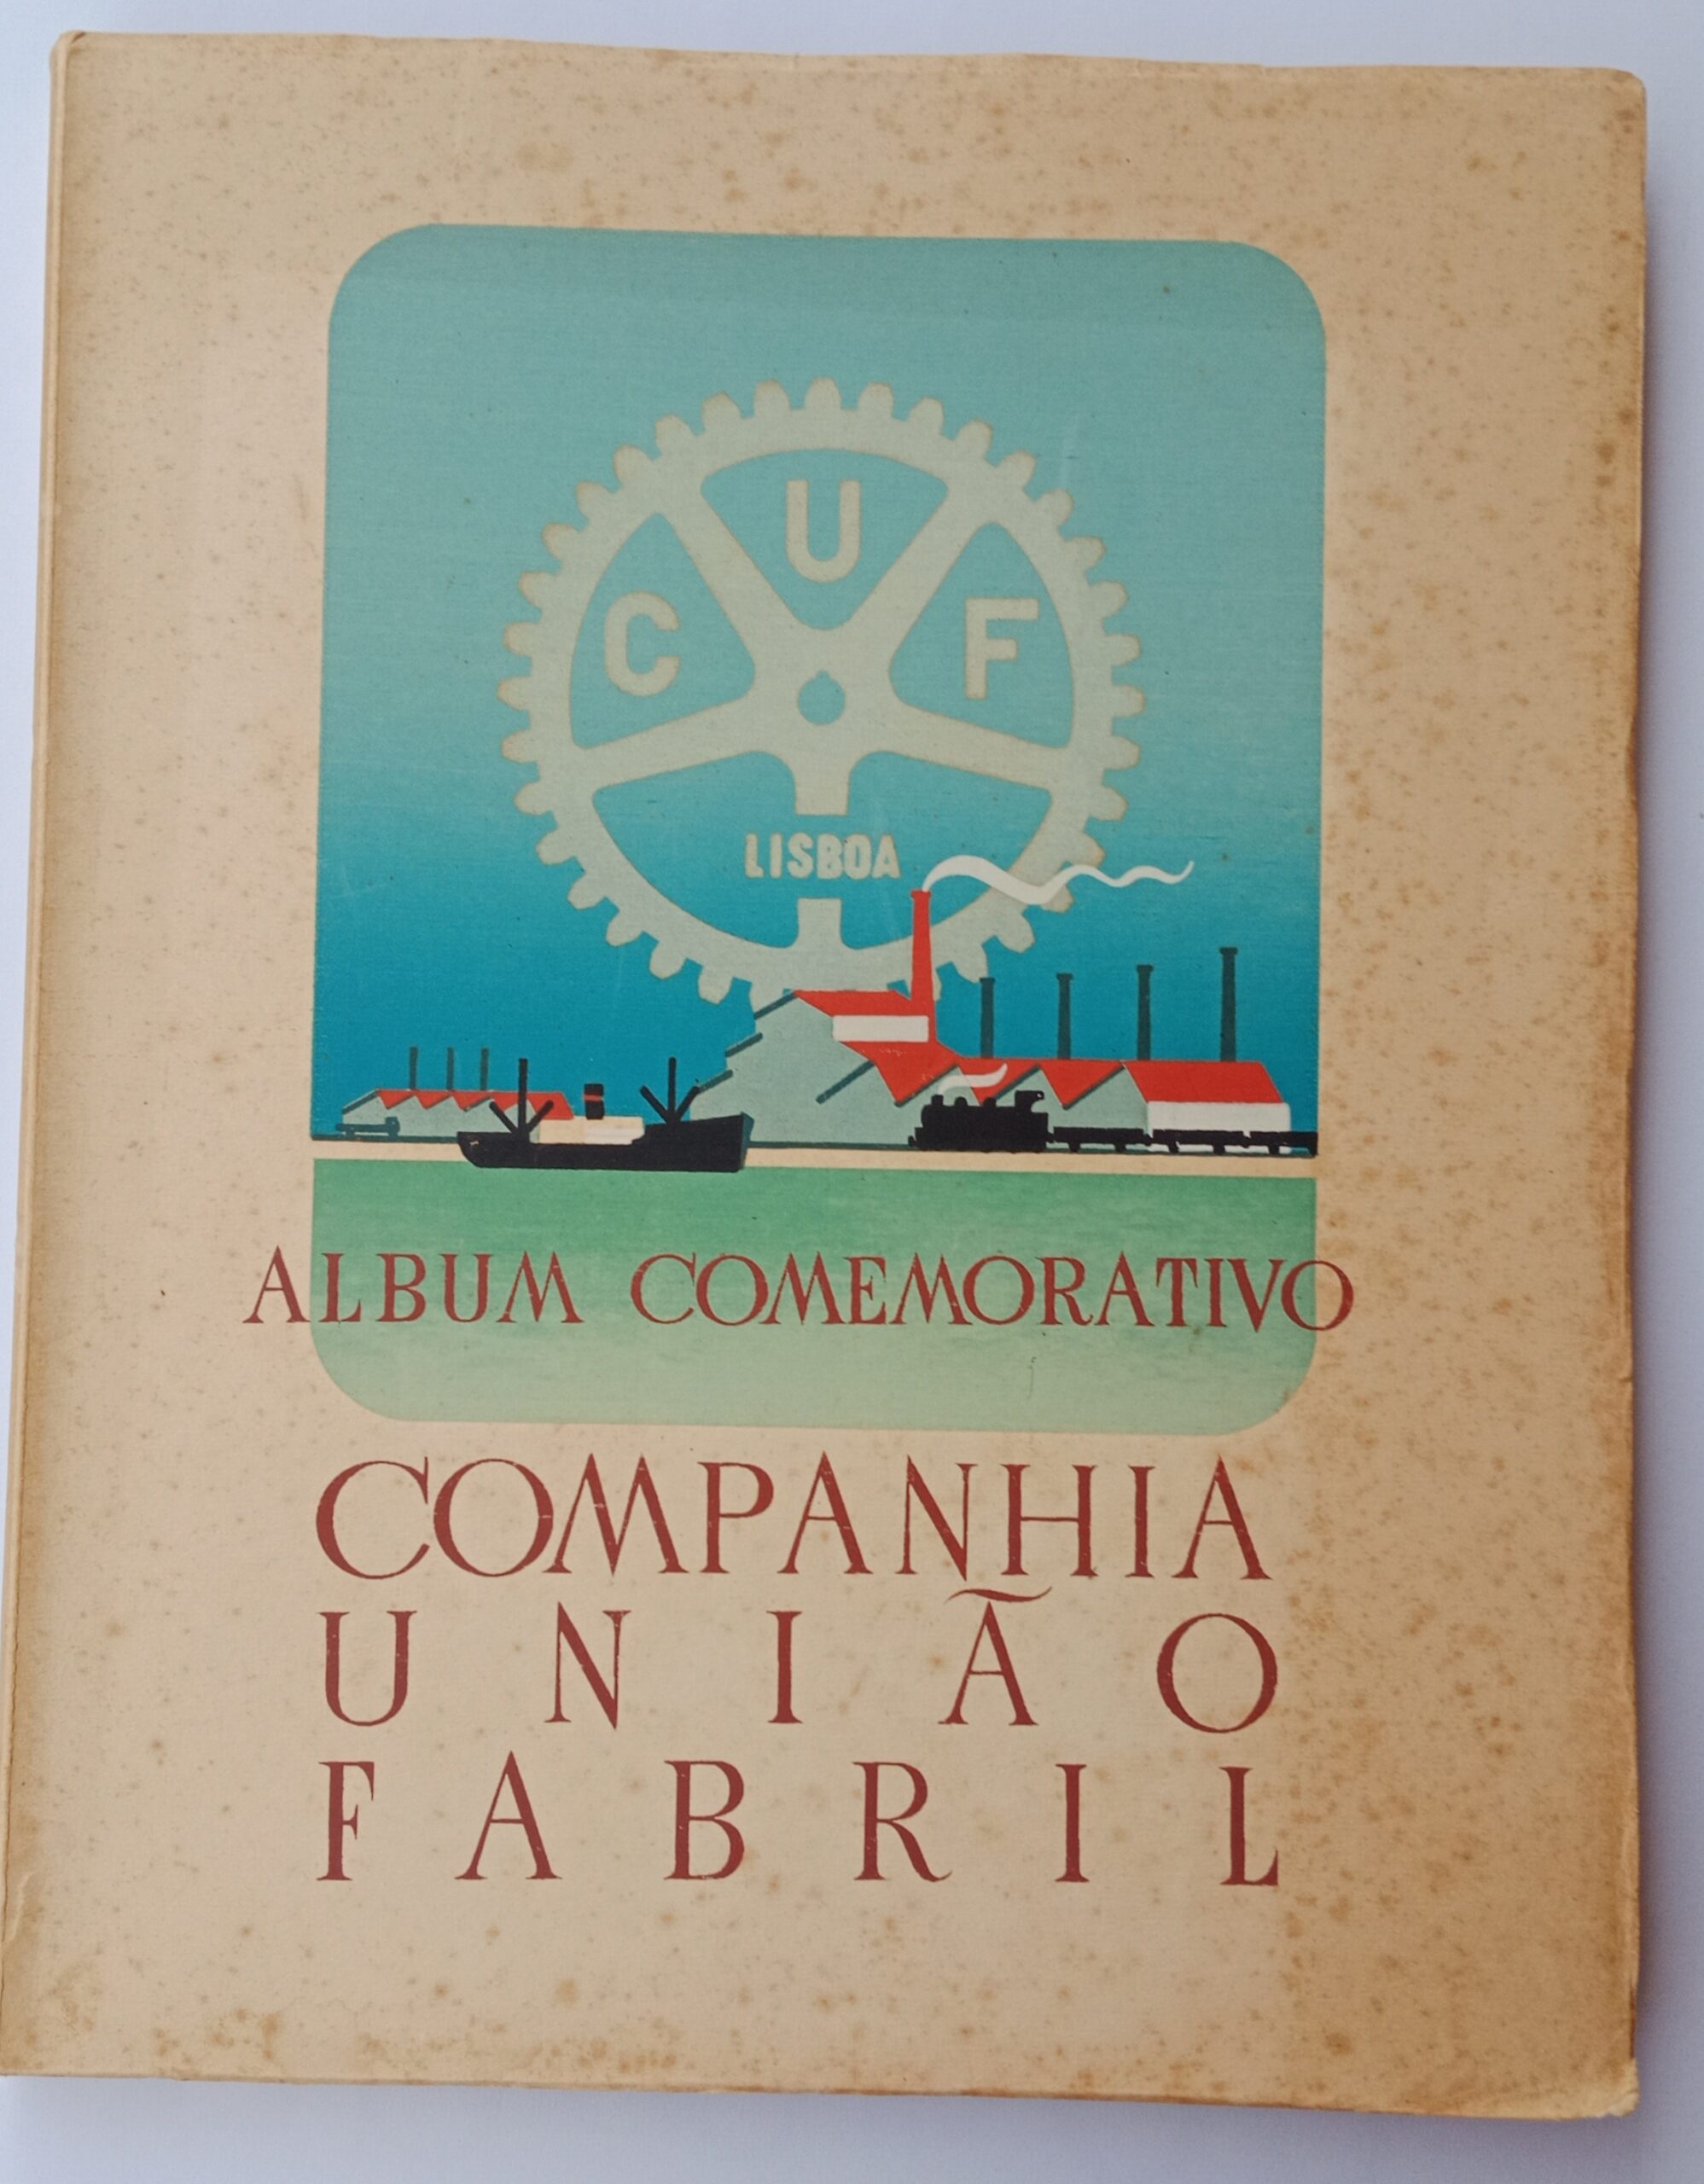 C U F
LISBOA
ALBUM COMEMORATIVO
COMPANHIA
UNIÃO
FABRIL